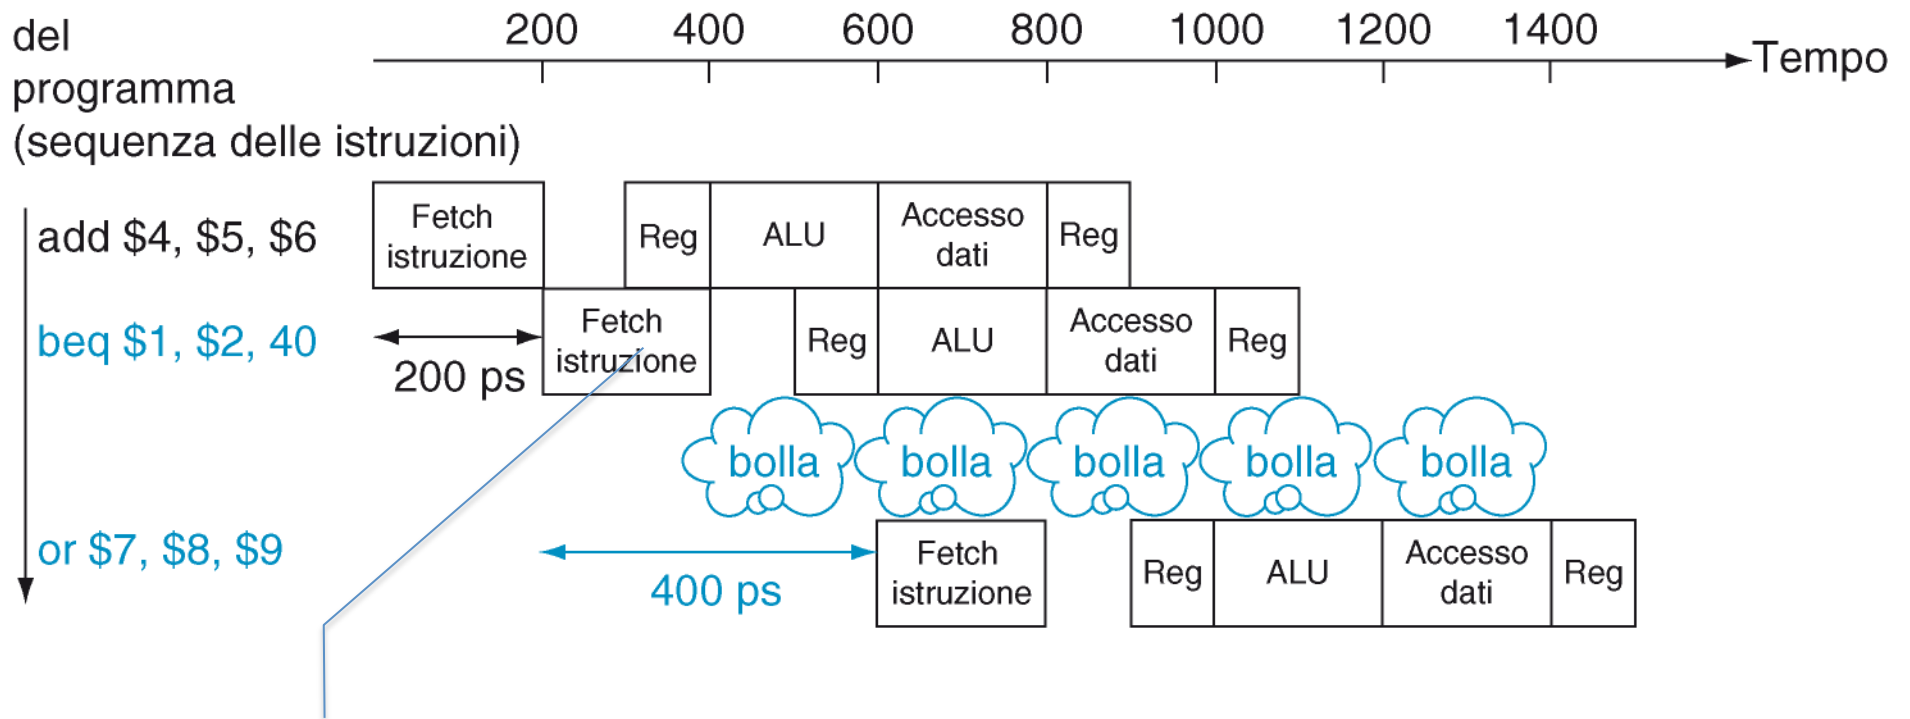 del
programma
(sequenza delle istruzioni)
200 400 600 800 1000 1200 1400
Tempo
add $4, $5, $6
Fetch
istruzione
Reg
ALU
Accesso
dati
Reg
beq $1, $2, 40
200 ps
Fetch
istruzione
Reg
ALU
Accesso
dati
Reg
bolla bolla bolla bolla bolla
or $7, $8, $9
400 ps
Fetch
istruzione
Reg
ALU
Accesso
dati
Reg